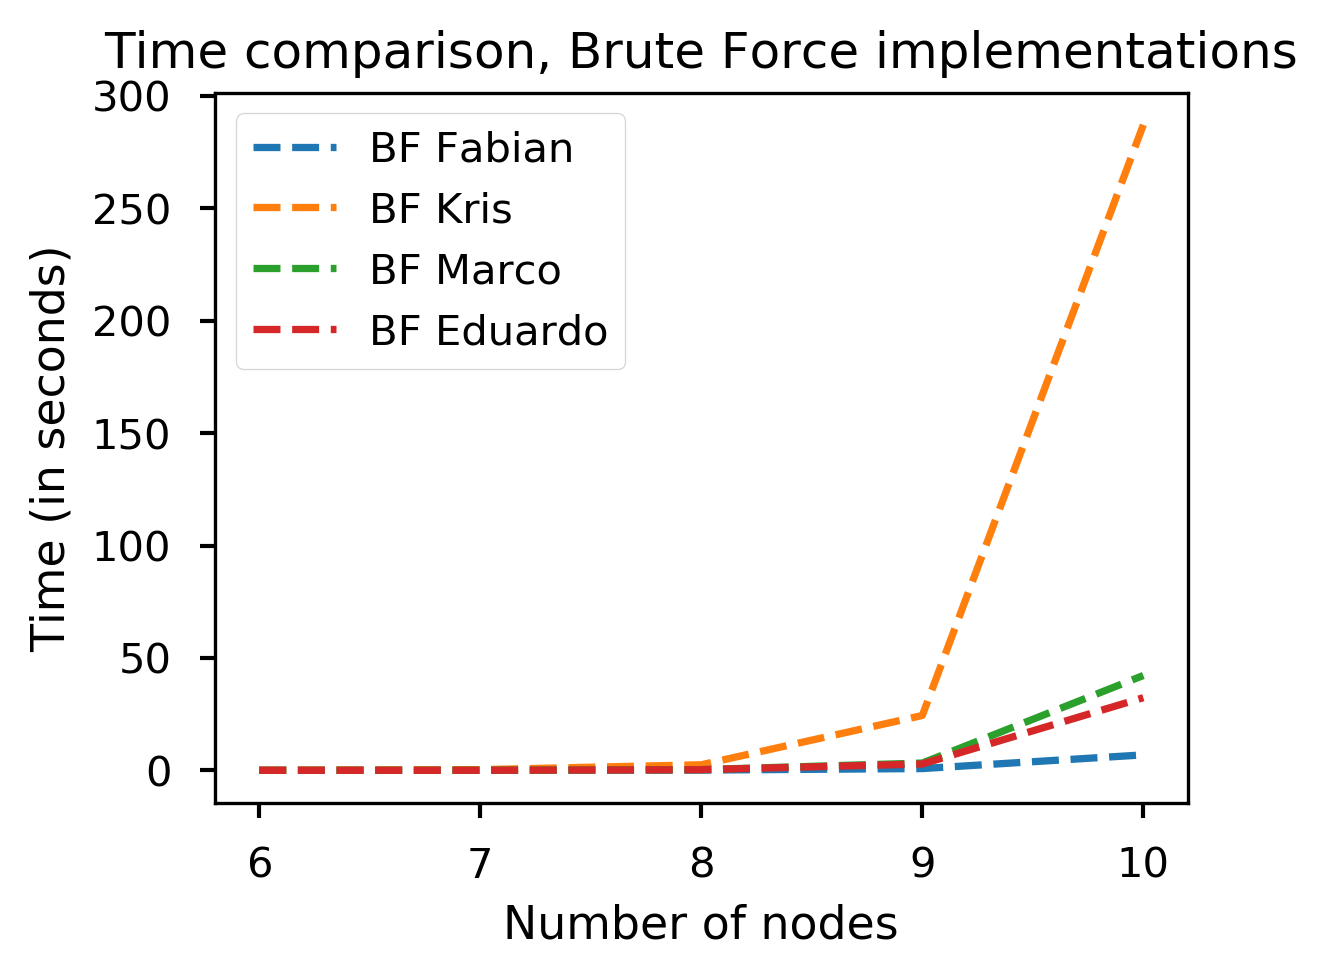 Time comparison, Brute Force implementations
300
250
200
150
100
50
0
Time (in seconds)
BF Fabian
BF Kris
BF Marco
BF Eduardo
6 7 8 9 10
Number of nodes